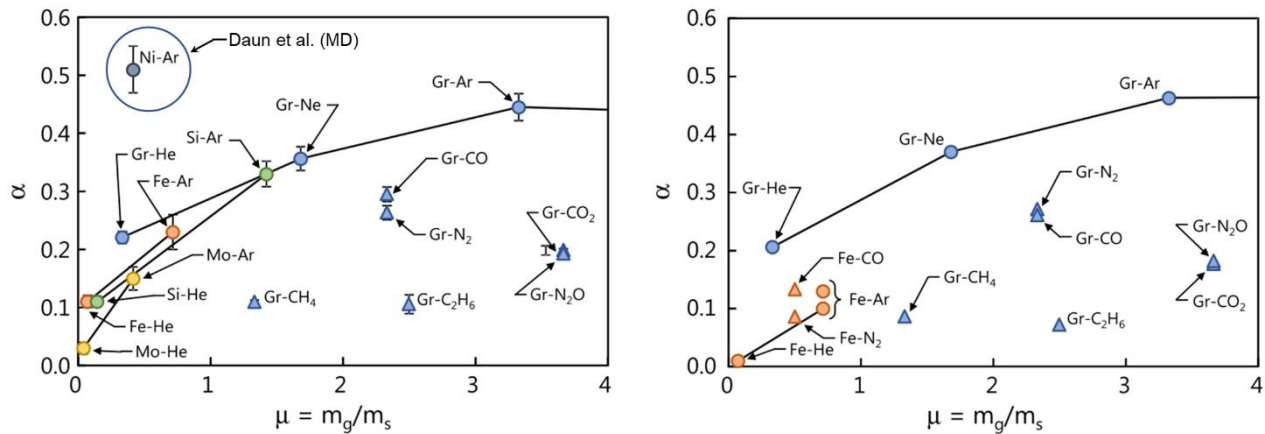 0.6
0.5
0.4
0.3
0.2
0.1
0.0
α
0
1
2
3
4
μ = m_g/m_s
Ni-Ar
Daun et al. (MD)
Gr-Ar
Gr-Ne
Si-Ar
Gr-He
Fe-Ar
Gr-CO
Gr-N₂
Gr-CO₂
Mo-Ar
Si-He
Gr-CH₄
Gr-C₂H₆
Gr-N₂O
Fe-He
Mo-He
0.6
0.5
0.4
0.3
0.2
0.1
0.0
α
0
1
2
3
4
μ = m_g/m_s
Gr-Ar
Gr-Ne
Gr-He
Gr-N₂
Gr-CO
Gr-N₂O
Fe-CO
Gr-CH₄
Fe-Ar
Gr-CO₂
Gr-C₂H₆
Fe-N₂
Fe-He